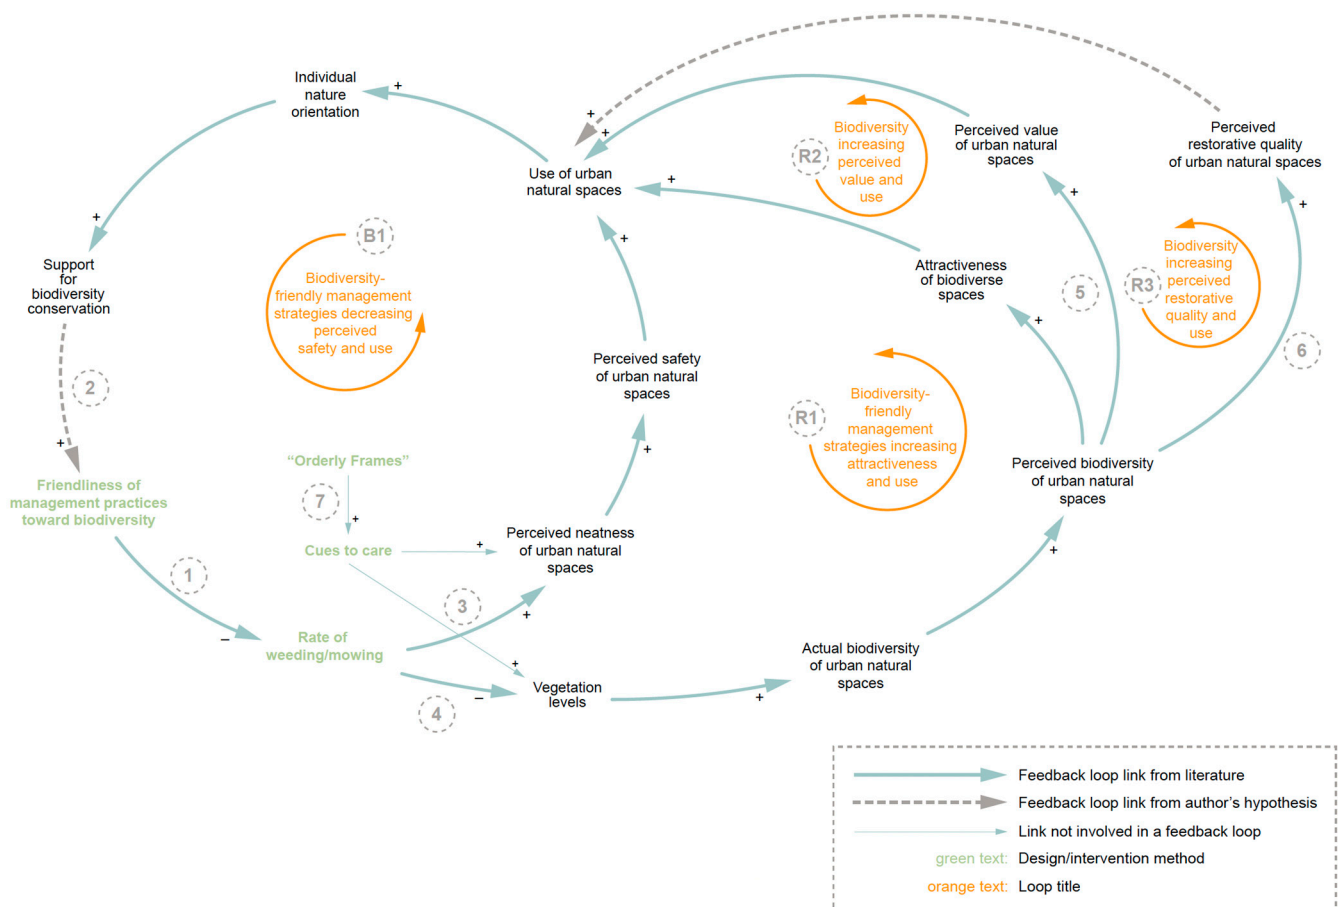 Individual
nature
orientation
+
+
+
Perceived value
of urban natural
spaces
Perceived
restorative quality
of urban natural spaces
R2
Biodiversity
increasing
perceived
value and
use
Use of urban
natural spaces
+
+
+
+
B1
+
Support
for
biodiversity
conservation
Biodiversity-
friendly management
strategies decreasing
perceived
safety and use
Attractiveness
of biodiverse
spaces
5
R3
Biodiversity
increasing
perceived
restorative
quality and
use
+
6
Perceived safety
of urban natural
spaces
2
R1
Biodiversity-
friendly
management
strategies increasing
attractiveness
and use
+
+
“Orderly Frames”
Perceived biodiversity
of urban natural
spaces
Friendliness of
management practices
toward biodiversity
7
+
Cues to care
+
Perceived neatness
of urban natural
spaces
+
1
3
+
–
Rate of
weeding/mowing
+
Actual biodiversity
of urban natural
spaces
4
–
Vegetation
levels
+
Feedback loop link from literature
Feedback loop link from author’s hypothesis
Link not involved in a feedback loop
green text: Design/intervention method
orange text: Loop title